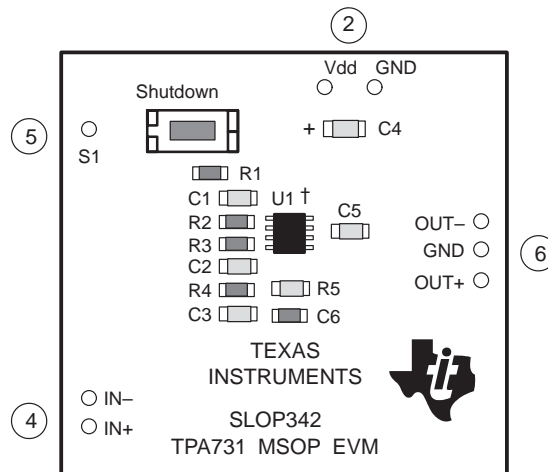 2
Vdd GND
Shutdown
+ C4
5
S1
R1
C1 U1 †
C5
R2
OUT–
R3
GND
6
C2
OUT+
R4 R5
C3 C6
TEXAS
INSTRUMENTS
IN–
4
SLOP342
IN+
TPA731 MSOP EVM